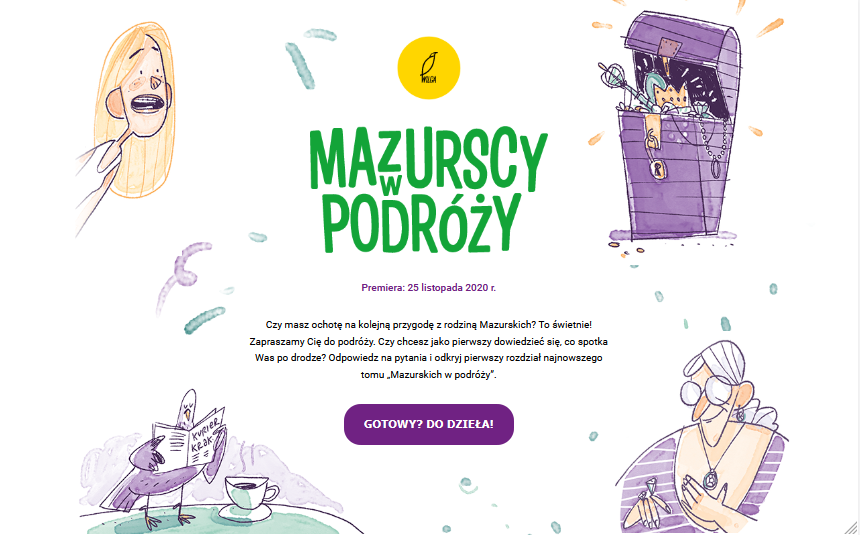 WILGA
MAZURSCY
W
PODRÓŻY
Premiera: 25 listopada 2020 r.
Czy masz ochotę na kolejną przygodę z rodziną Mazurskich? To świetnie!
Zapraszamy Cię do podróży. Czy chcesz jako pierwszy dowiedzieć się, co spotka
Was po drodze? Odpowiedz na pytania i odkryj pierwszy rozdział najnowszego
tomu „Mazurskich w podróży”.
KURIER
KROK.
GOTOWY? DO DZIEŁA!